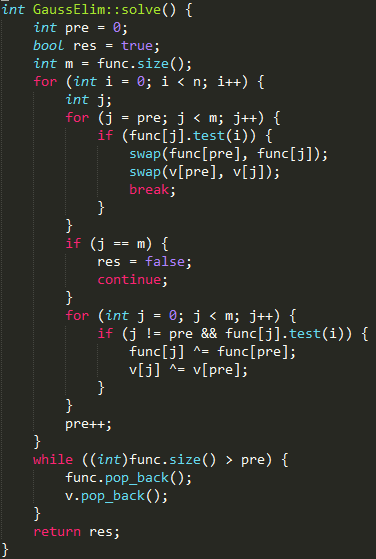 int GaussElim::solve() {
    int pre = 0;
    bool res = true;
    int m = func.size();
    for (int i = 0; i < n; i++) {
        int j;
        for (j = pre; j < m; j++) {
            if (func[j].test(i)) {
                swap(func[pre], func[j]);
                swap(v[pre], v[j]);
                break;
            }
        }
        if (j == m) {
            res = false;
            continue;
        }
        for (int j = 0; j < m; j++) {
            if (j != pre && func[j].test(i)) {
                func[j] ^= func[pre];
                v[j] ^= v[pre];
            }
        }
        pre++;
    }
    while ((int)func.size() > pre) {
        func.pop_back();
        v.pop_back();
    }
    return res;
}